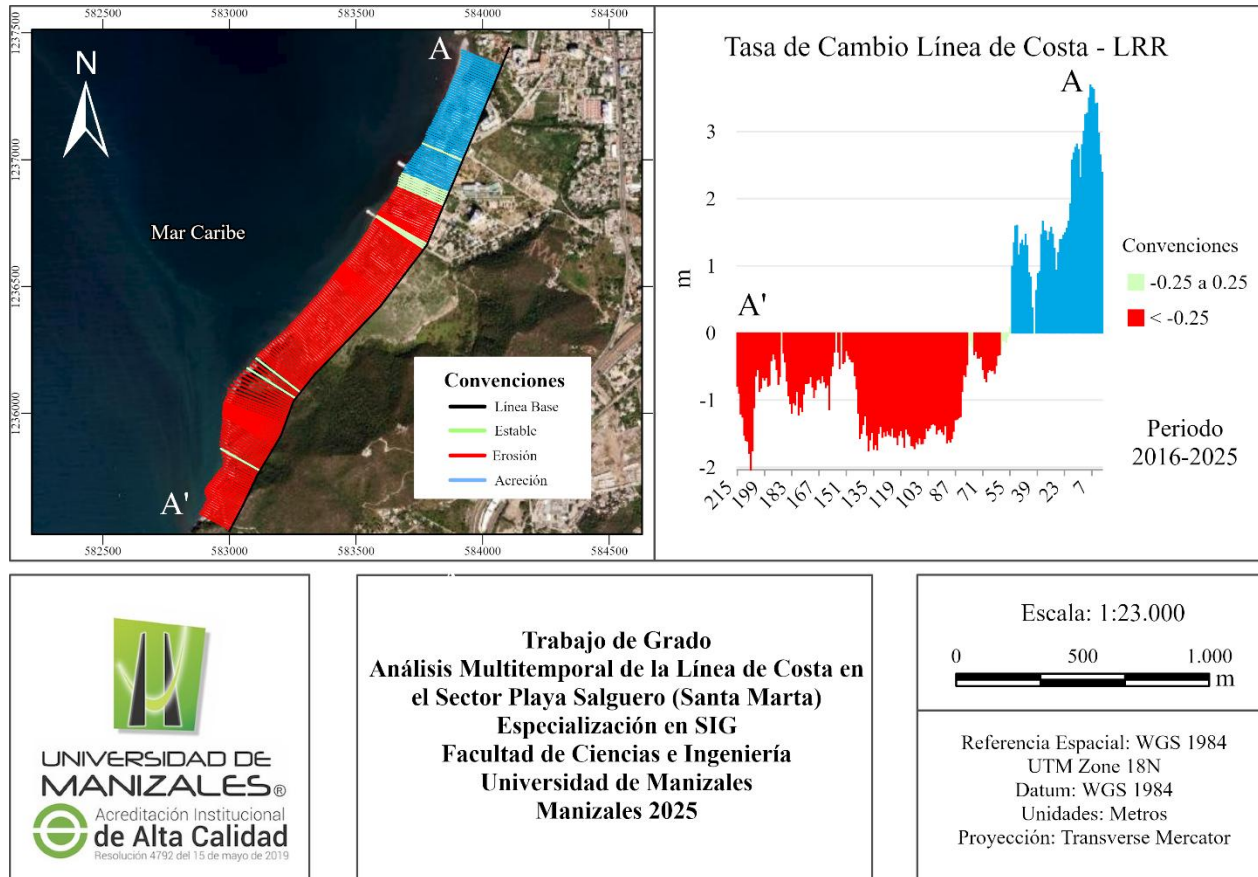 582500 583000 583500 584000 584500
1237500
1237000
1236500
1236000
N
A
Mar Caribe
A'
Convenciones
Línea Base
Estable
Erosión
Acreción
582500 583000 583500 584000 584500
Tasa de Cambio Línea de Costa - LRR
A
A'
m
3
2
1
0
-1
-2
215 199 183 167 151 135 119 103 87 71 55 39 23 7
Convenciones
-0.25 a 0.25
< -0.25
Periodo
2016-2025
UNIVERSIDAD DE
MANIZALES®
Acreditación Institucional
de Alta Calidad
Resolución 4792 del 15 de mayo de 2019
Trabajo de Grado
Análisis Multitemporal de la Línea de Costa en
el Sector Playa Salguero (Santa Marta)
Especialización en SIG
Facultad de Ciencias e Ingeniería
Universidad de Manizales
Manizales 2025
Escala: 1:23.000
0 500 1.000
m
Referencia Espacial: WGS 1984
UTM Zone 18N
Datum: WGS 1984
Unidades: Metros
Proyección: Transverse Mercator